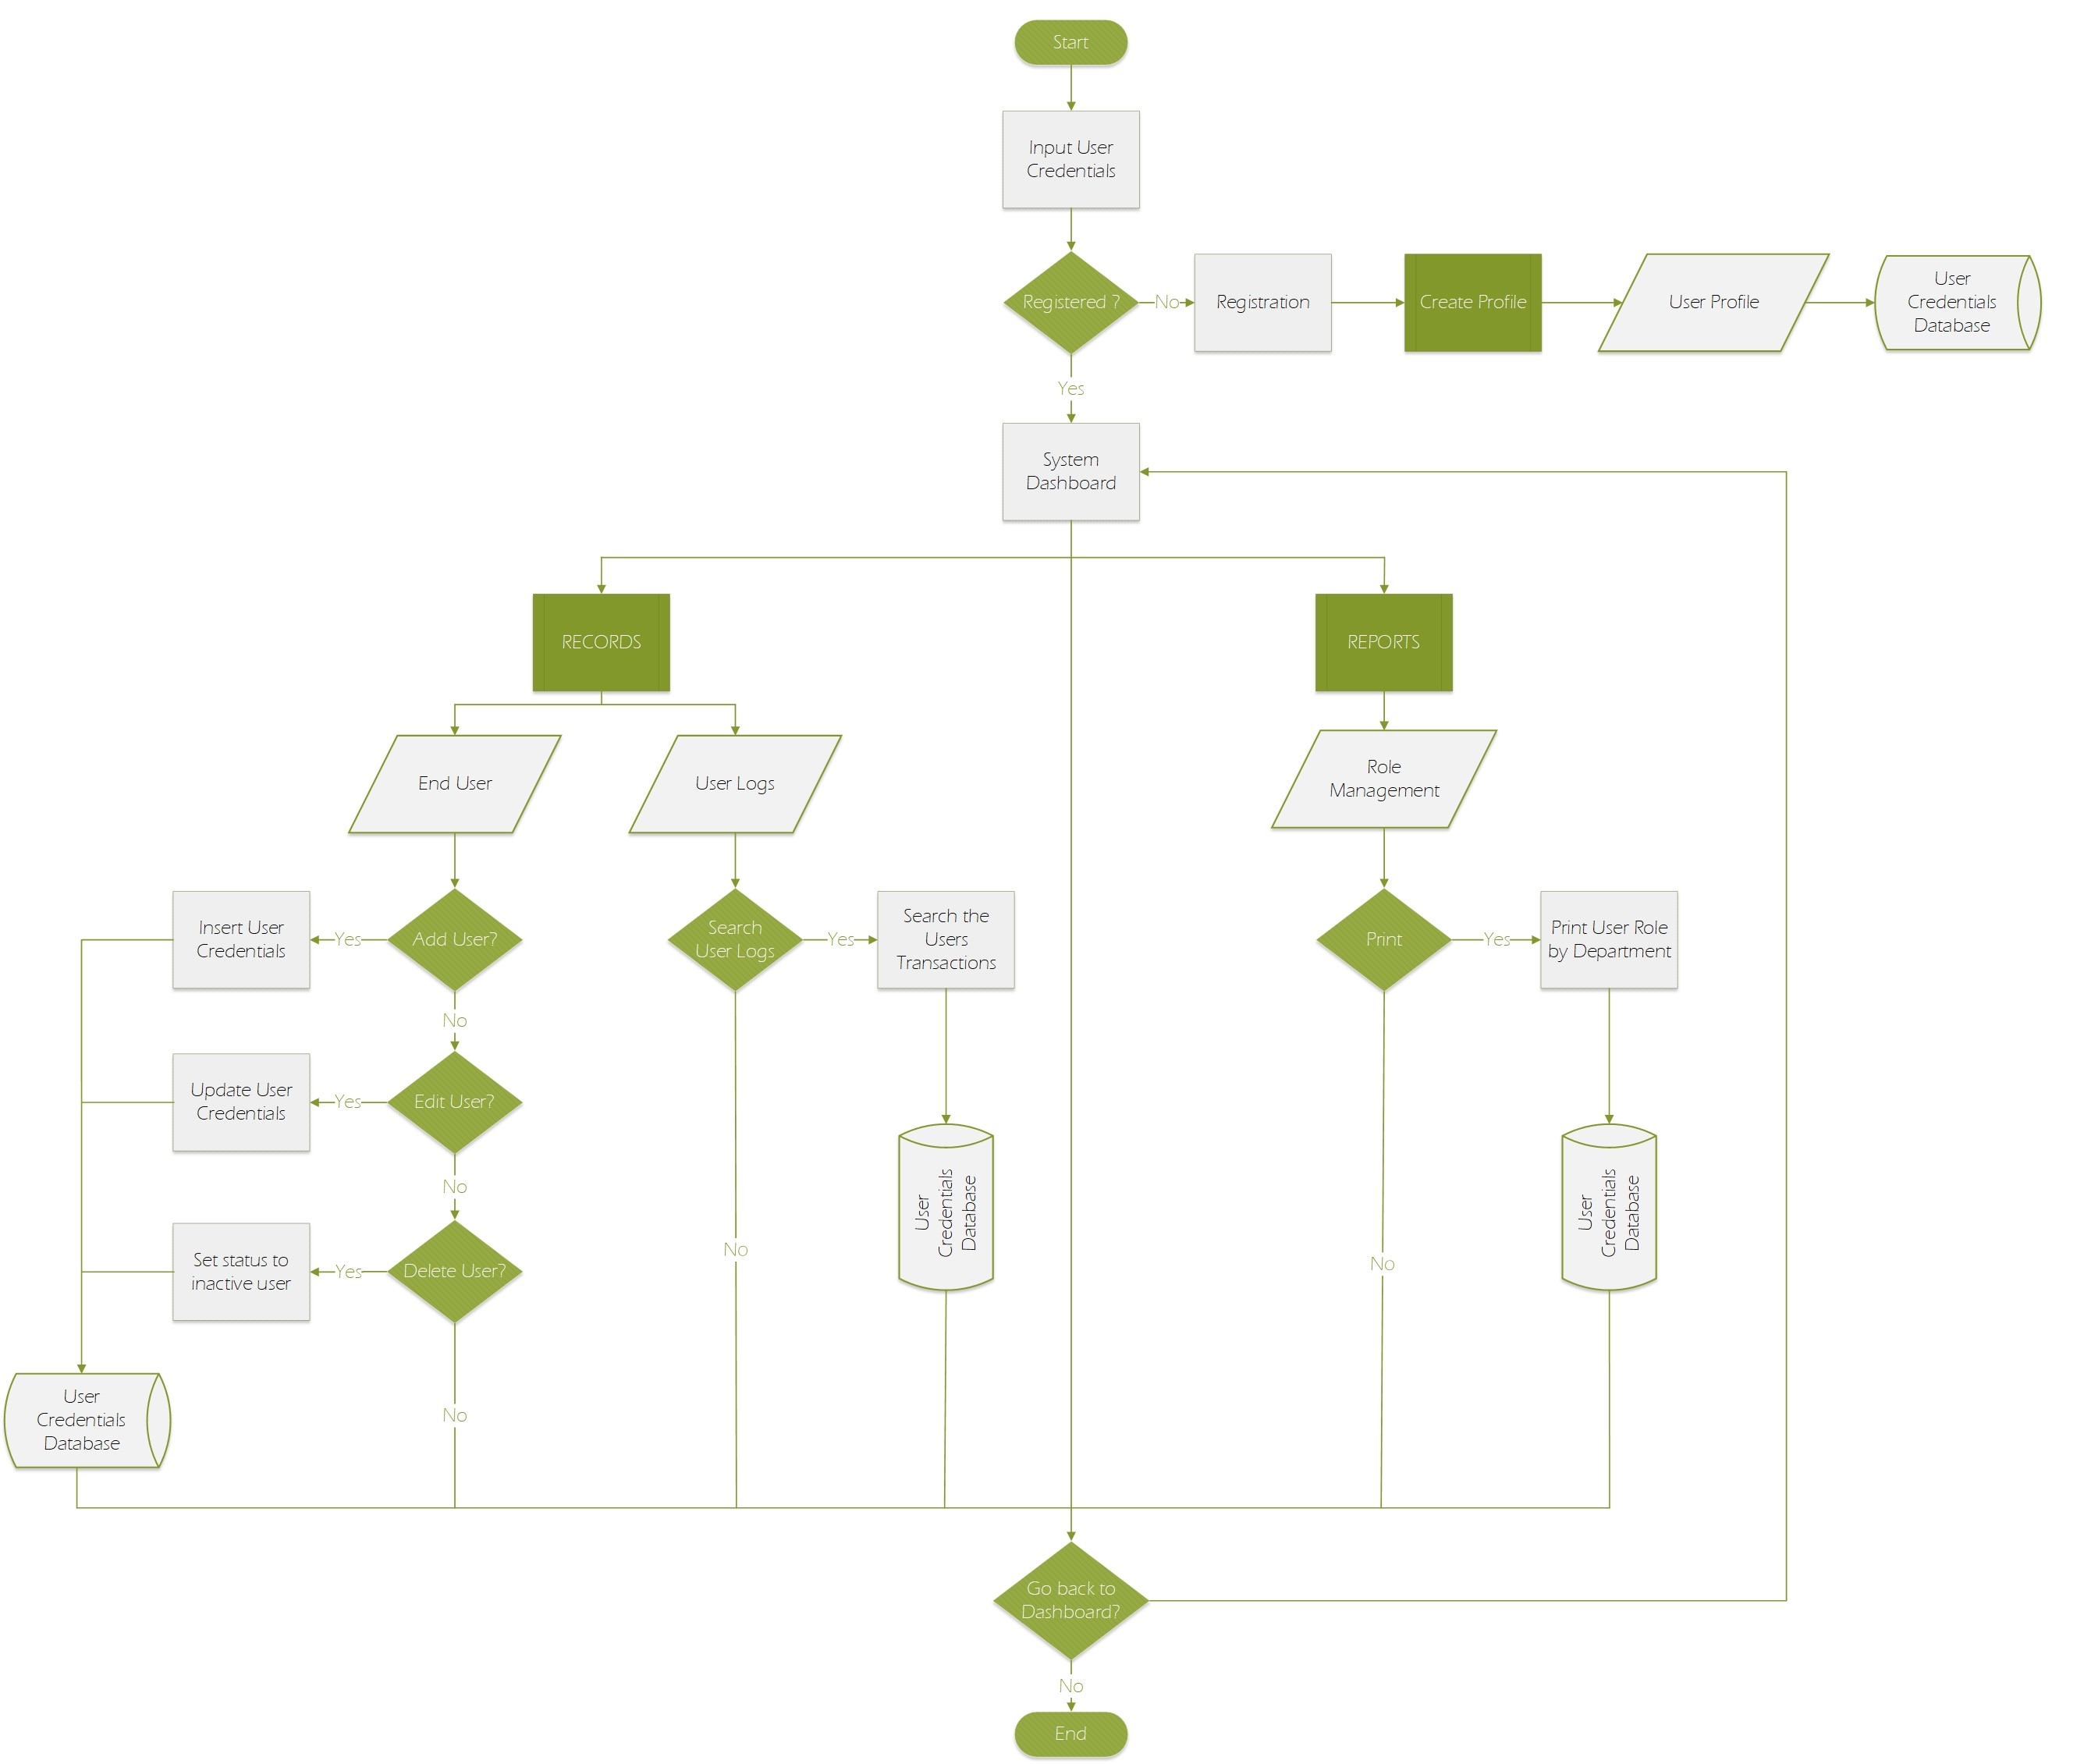 Start
Input User
Credentials
Registered ?
No
Registration
Create Profile
User Profile
User
Credentials
Database
Yes
System
Dashboard
RECORDS
REPORTS
End User
User Logs
Role
Management
Insert User
Credentials
Yes
Add User?
Search
User Logs
Yes
Search the
Users
Transactions
Print
Yes
Print User Role
by Department
No
Update User
Credentials
Yes
Edit User?
No
Set status to
inactive user
Yes
Delete User?
No
User
Credentials
Database
No
User
Credentials
Database
User
Credentials
Database
No
Go back to
Dashboard?
No
End